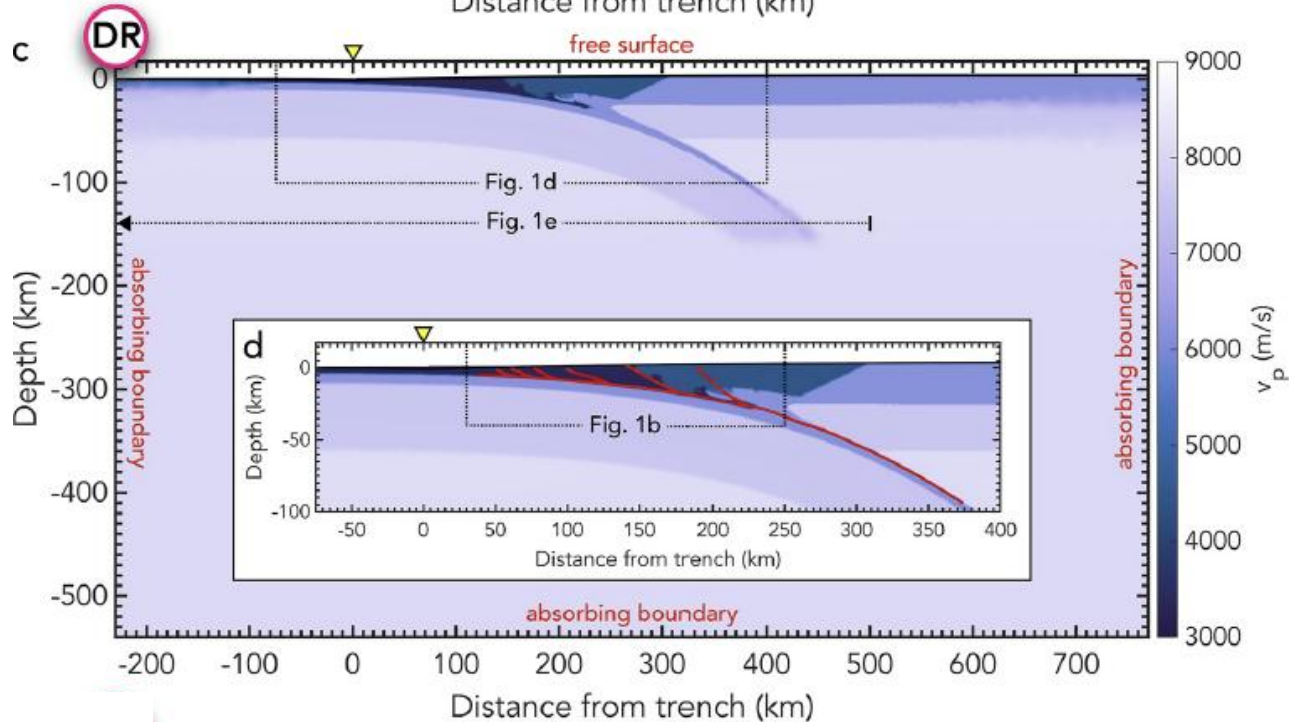 Distance from trench (km)
DR
c
free surface
0
-100
-200
-300
-400
-500
Depth (km)
Fig. 1d
Fig. 1e
absorbing boundary
absorbing boundary
d
0
-50
-100
Depth (km)
Fig. 1b
-50 0 50 100 150 200 250 300 350 400
Distance from trench (km)
absorbing boundary
-200 -100 0 100 200 300 400 500 600 700
Distance from trench (km)
9000
8000
7000
6000
5000
4000
3000
v_p (m/s)